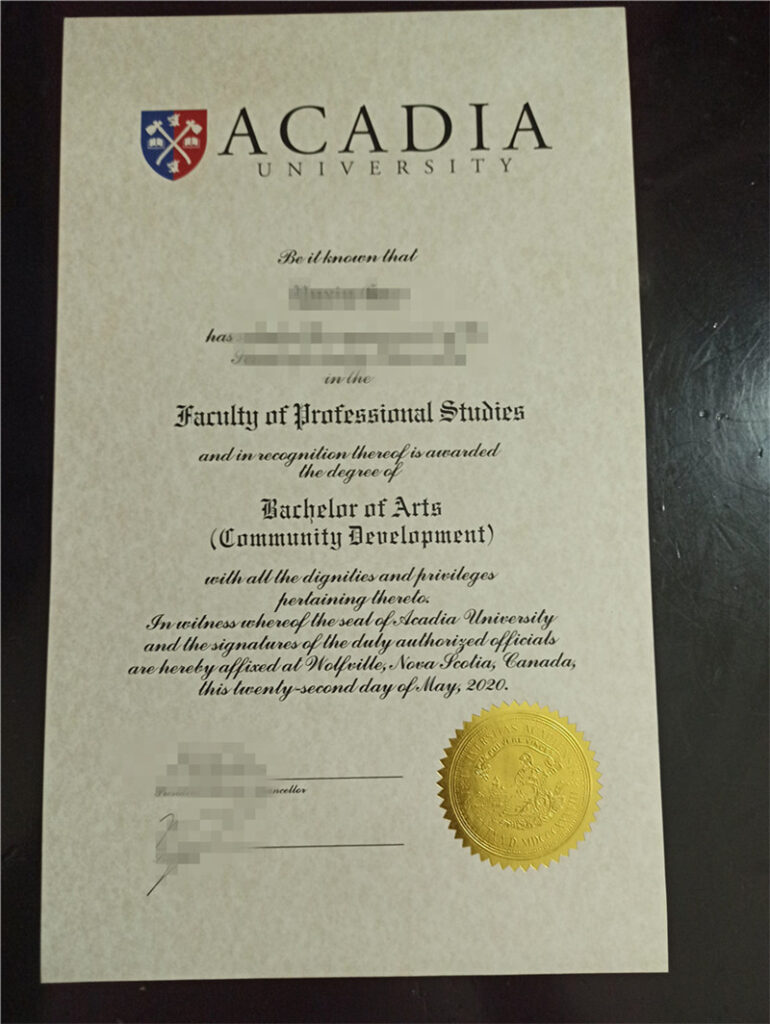 ACADIA
UNIVERSITY
Be it known that
has
in the
Faculty of Professional Studies
and in recognition thereof is awarded
the degree of
Bachelor of Arts
(Community Development)
with all the dignities and privileges
pertaining thereto.
In witness whereof the seal of Acadia University
and the signatures of the duly authorized officials
are hereby affixed at Wolfville, Nova Scotia, Canada,
this twenty-second day of May, 2020.